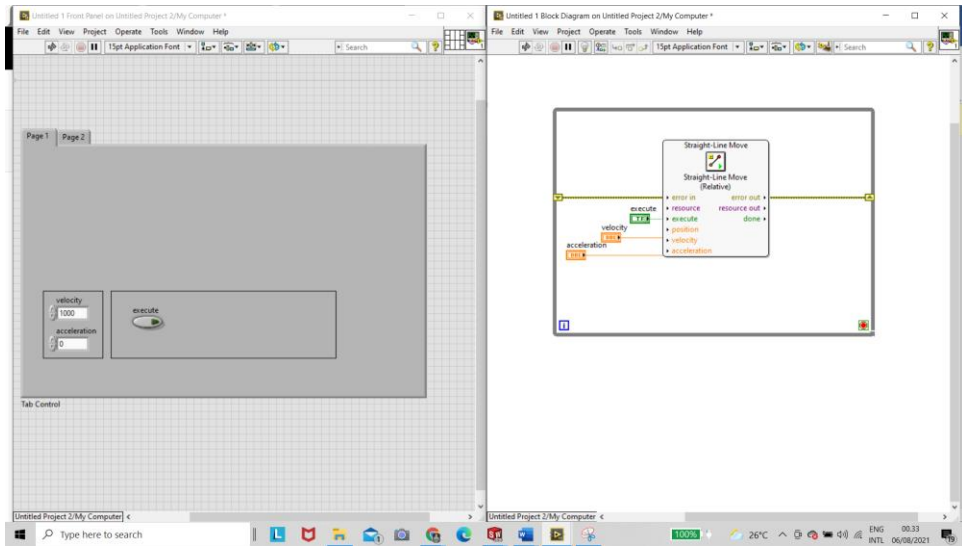 Untitled 1 Front Panel on Untitled Project 2/My Computer *
File Edit View Project Operate Tools Window Help
15pt Application Font
Search
Page 1 Page 2
velocity
1000
acceleration
0
execute
Tab Control
Untitled Project 2/My Computer
Untitled 1 Block Diagram on Untitled Project 2/My Computer *
File Edit View Project Operate Tools Window Help
15pt Application Font
Search
Straight-Line Move
Straight-Line Move
(Relative)
error in error out
resource resource out
execute done
position
velocity
acceleration
execute
TF
velocity
DBL
acceleration
DBL
i
Untitled Project 2/My Computer
Type here to search
L
100%
26°C
ENG
INTL
00.33
06/08/2021
19